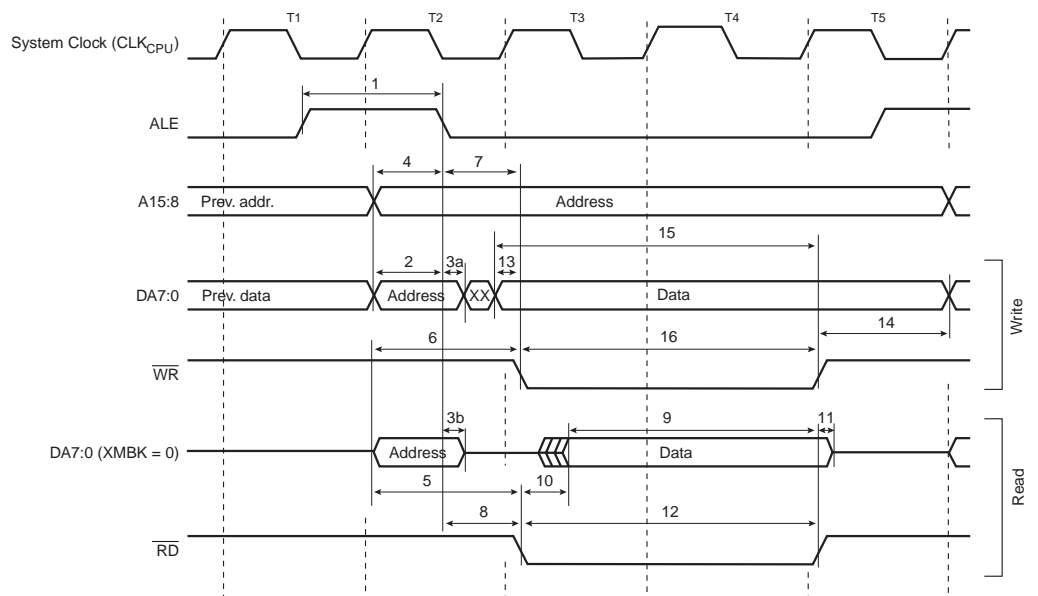 T1 T2 T3 T4 T5
System Clock (CLKCPU)
1
ALE
4 7
A15:8 Prev. addr. Address
15
2 3a 13
DA7:0 Prev. data Address XX Data
14
6 16
WR
Write
3b 9 11
DA7:0 (XMBK = 0) Address Data
5 10
8 12
RD
Read